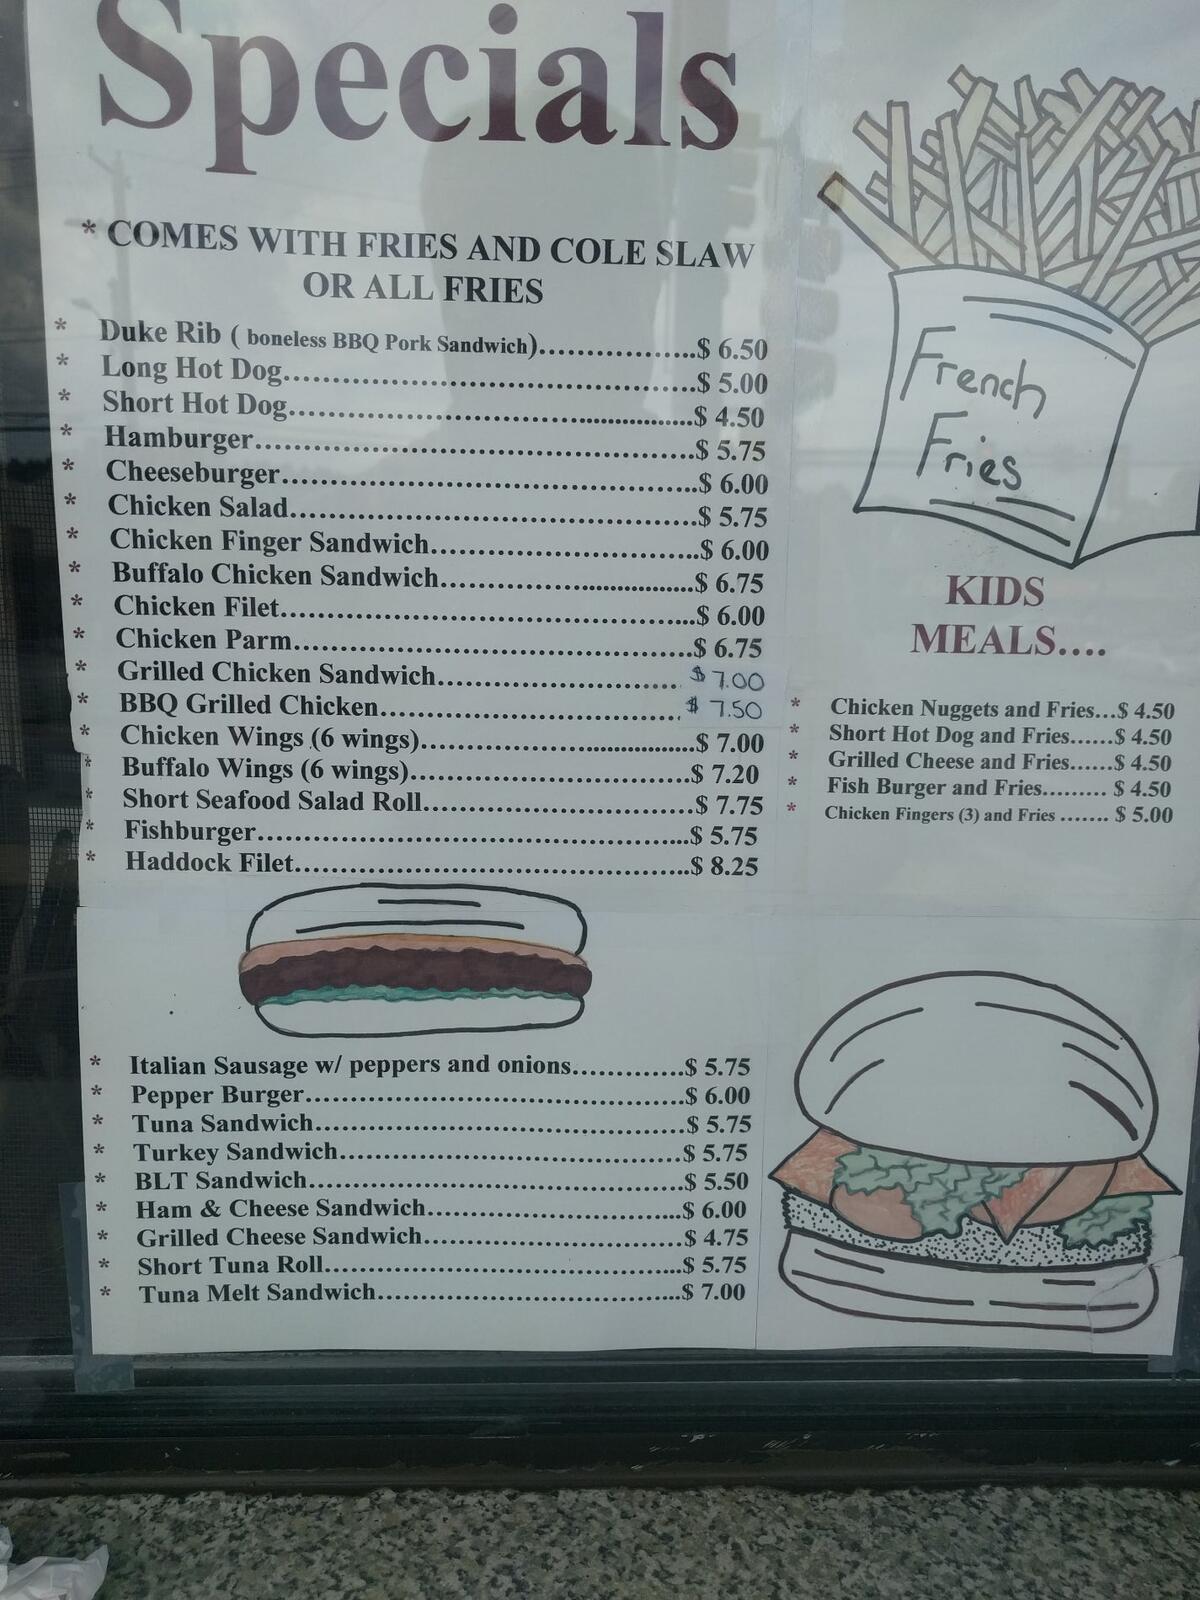 Specials
* COMES WITH FRIES AND COLE SLAW
OR ALL FRIES
* Duke Rib ( boneless BBQ Pork Sandwich)..................$ 6.50
* Long Hot Dog..................$ 5.00
* Short Hot Dog..................$ 4.50
* Hamburger..................$ 5.75
* Cheeseburger..................$ 6.00
* Chicken Salad..................$ 5.75
* Chicken Finger Sandwich..................$ 6.00
* Buffalo Chicken Sandwich..................$ 6.75
* Chicken Filet..................$ 6.00
* Chicken Parm..................$ 6.75
* Grilled Chicken Sandwich..................$ 7.00
* BBQ Grilled Chicken..................$ 7.50
* Chicken Wings (6 wings)..................$ 7.00
* Buffalo Wings (6 wings)..................$ 7.20
* Short Seafood Salad Roll..................$ 7.75
* Fishburger..................$ 5.75
* Haddock Filet..................$ 8.25
* Italian Sausage w/ peppers and onions.............$ 5.75
* Pepper Burger..................$ 6.00
* Tuna Sandwich..................$ 5.75
* Turkey Sandwich..................$ 5.75
* BLT Sandwich..................$ 5.50
* Ham & Cheese Sandwich..................$ 6.00
* Grilled Cheese Sandwich..................$ 4.75
* Short Tuna Roll..................$ 5.75
* Tuna Melt Sandwich..................$ 7.00
French
Fries
KIDS
MEALS....
* Chicken Nuggets and Fries...$ 4.50
* Short Hot Dog and Fries......$ 4.50
* Grilled Cheese and Fries......$ 4.50
* Fish Burger and Fries......... $ 4.50
* Chicken Fingers (3) and Fries ....... $ 5.00